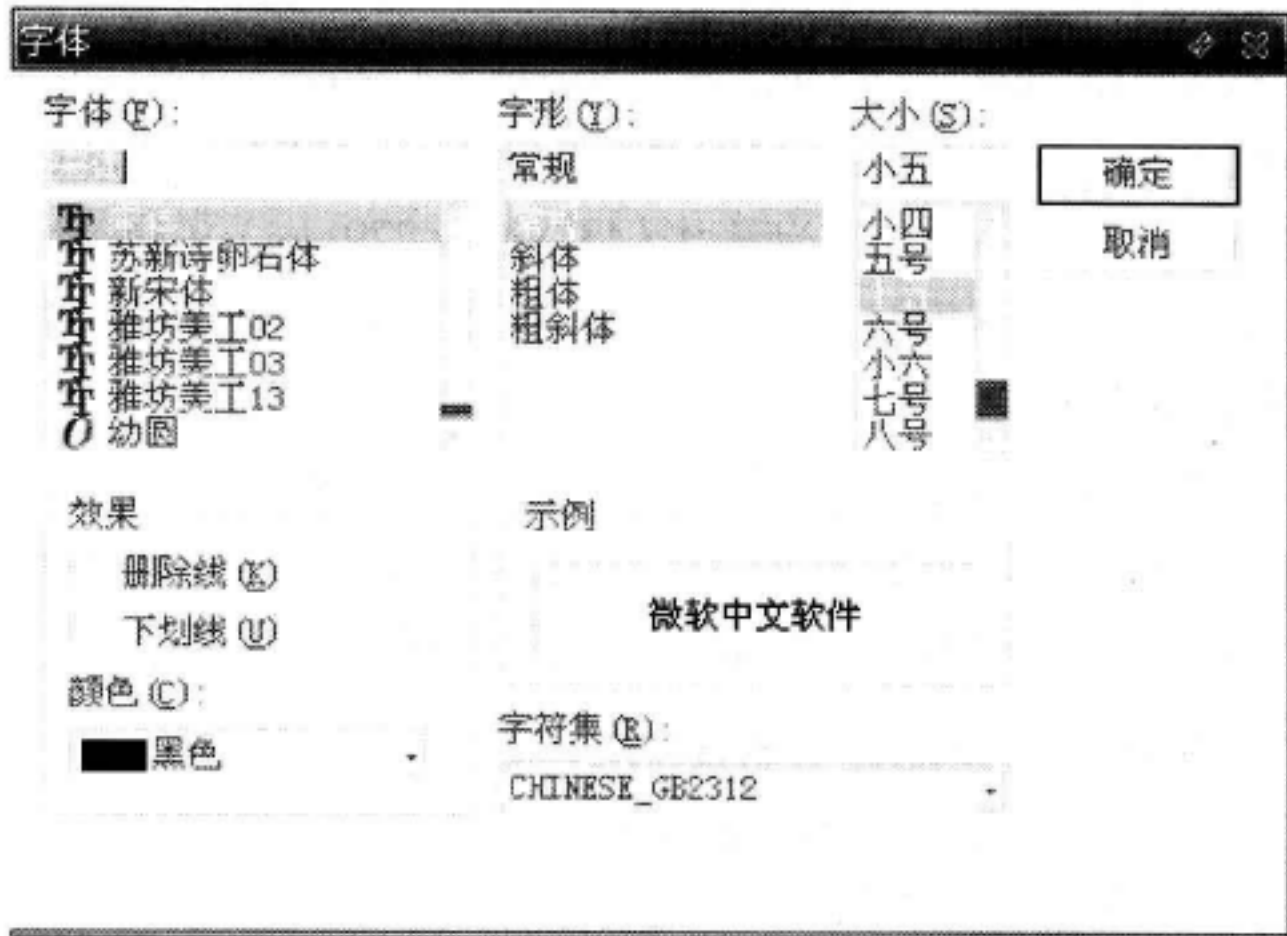 字体
字体(F):
字形(Y):
大小(S):
常规
小五
确定
小四
取消
苏新诗卵石体
斜体
五号
新宋体
粗体
雅坊美工02
粗斜体
六号
雅坊美工03
小六
雅坊美工13
七号
幼圆
八号
效果
示例
删除线(K)
微软中文软件
下划线(U)
颜色(C):
字符集(R):
黑色
CHINESE_GB2312